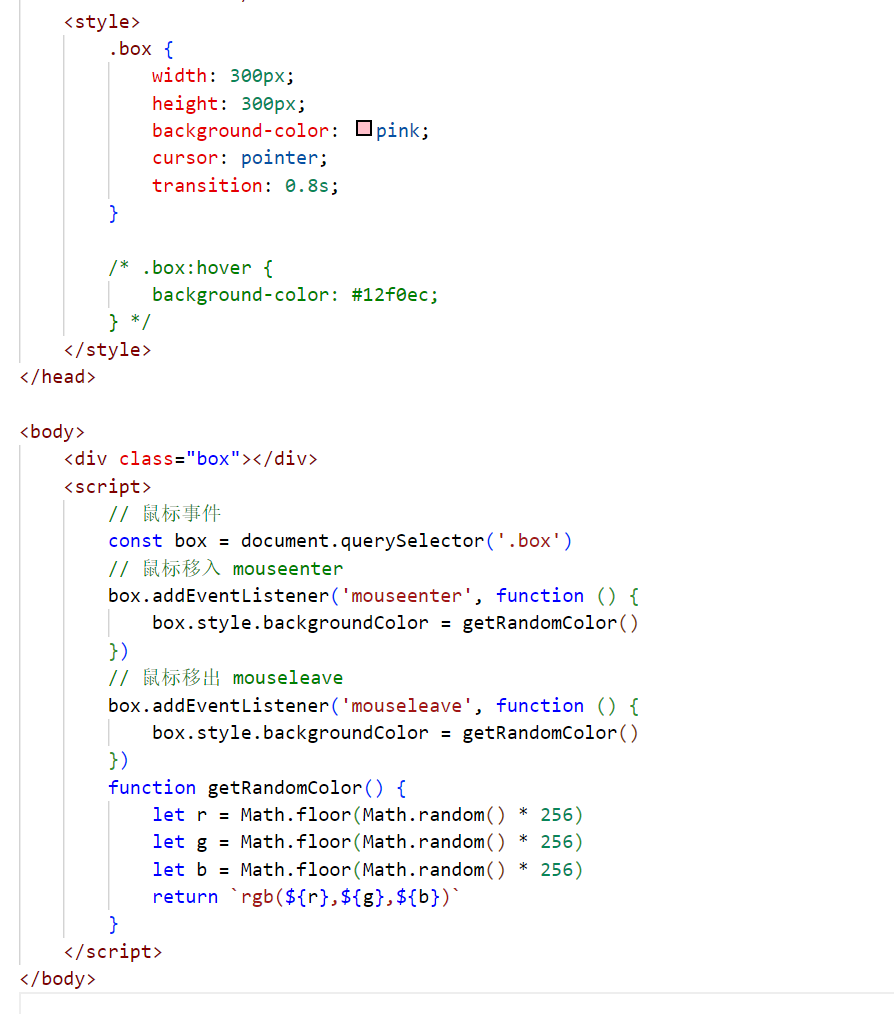 <style>
.box {
width: 300px;
height: 300px;
background-color: pink;
cursor: pointer;
transition: 0.8s;
}
/* .box:hover {
background-color: #12f0ec;
} */
</style>
</head>
<body>
<div class="box"></div>
<script>
// 鼠标事件
const box = document.querySelector('.box')
// 鼠标移入 mouseenter
box.addEventListener('mouseenter', function () {
box.style.backgroundColor = getRandomColor()
})
// 鼠标移出 mouseleave
box.addEventListener('mouseleave', function () {
box.style.backgroundColor = getRandomColor()
})
function getRandomColor() {
let r = Math.floor(Math.random() * 256)
let g = Math.floor(Math.random() * 256)
let b = Math.floor(Math.random() * 256)
return `rgb(${r},${g},${b})`
}
</script>
</body>